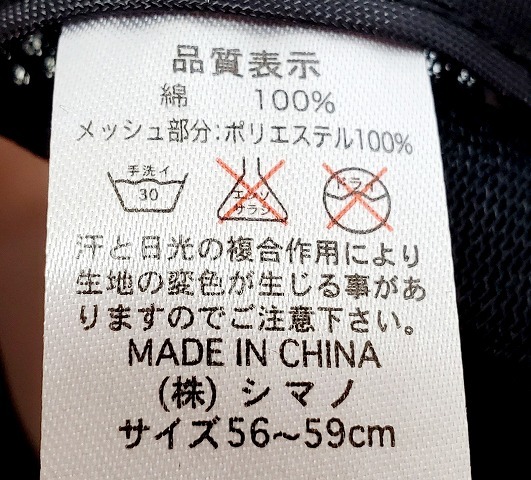 品質表示
綿 100%
メッシュ部分:ポリエステル100%
手洗イ
30
エンソ
サラシ
ドライ
汗と日光の複合作用により
生地の変色が生じる事があ
りますのでご注意下さい。
MADE IN CHINA
(株) シマノ
サイズ56~59cm